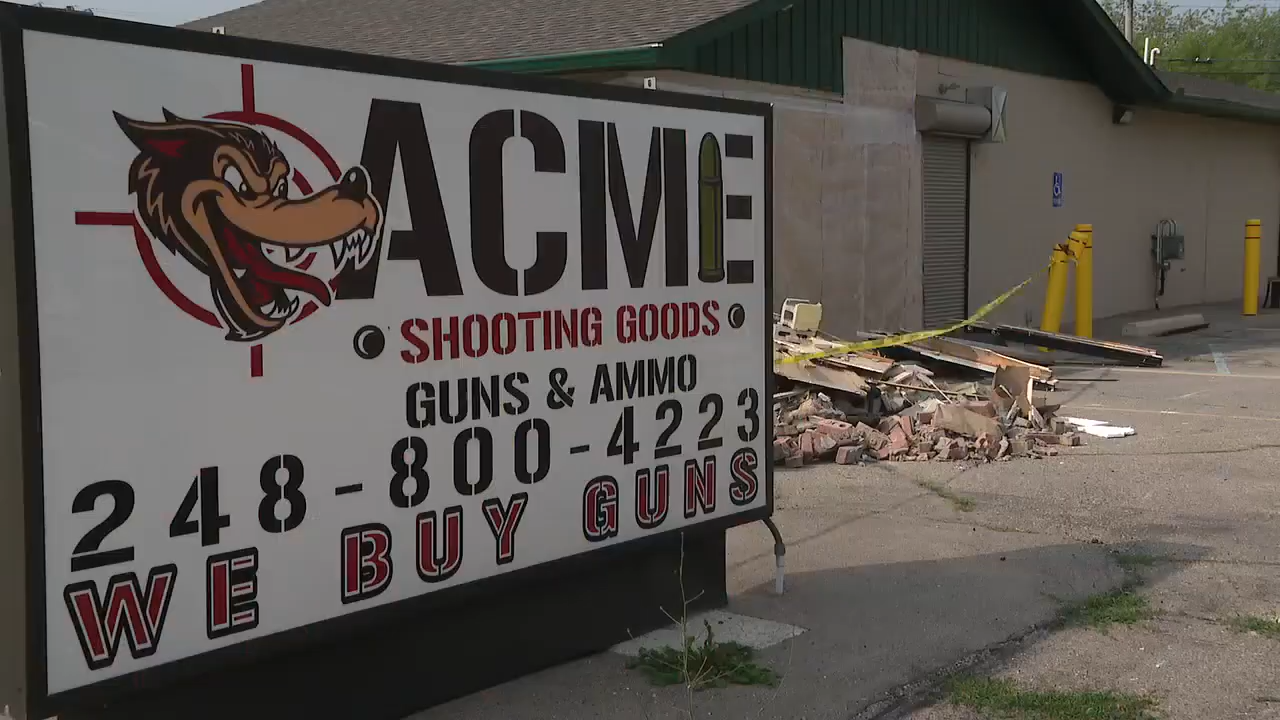 ACME
SHOOTING GOODS
GUNS & AMMO
248-800-4223
WE BUY GUNS